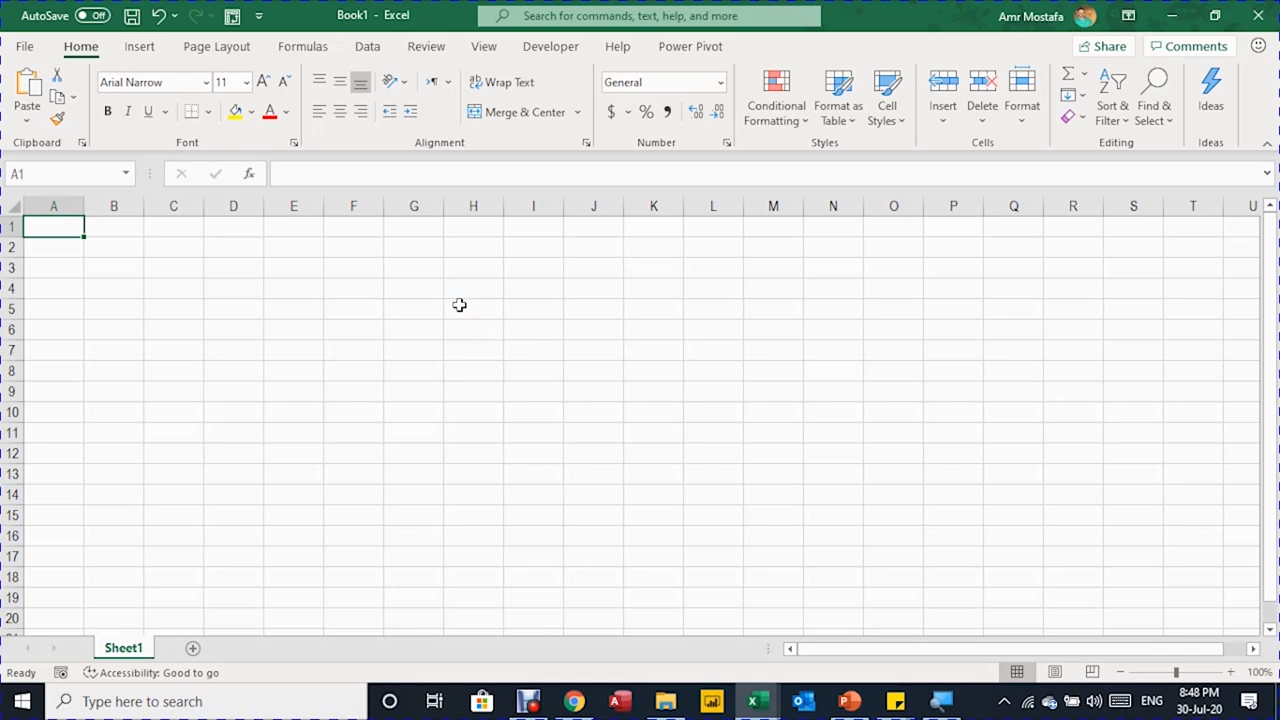 AutoSave Off Book1 - Excel Search for commands, text, help, and more Amr Mostafa
File Home Insert Page Layout Formulas Data Review View Developer Help Power Pivot Share Comments
Paste Arial Narrow 11 Wrap Text General Conditional Formatting Format as Table Cell Styles Insert Delete Format Sort & Filter Find & Select Ideas
B I U A Merge & Center $ % ,
Clipboard Font Alignment Number Styles Cells Editing Ideas
A1 fx
A B C D E F G H I J K L M N O P Q R S T U
1
2
3
4
5
6
7
8
9
10
11
12
13
14
15
16
17
18
19
20
Sheet1
Ready Accessibility: Good to go 100%
Type here to search ENG 8:48 PM
30-Jul-20